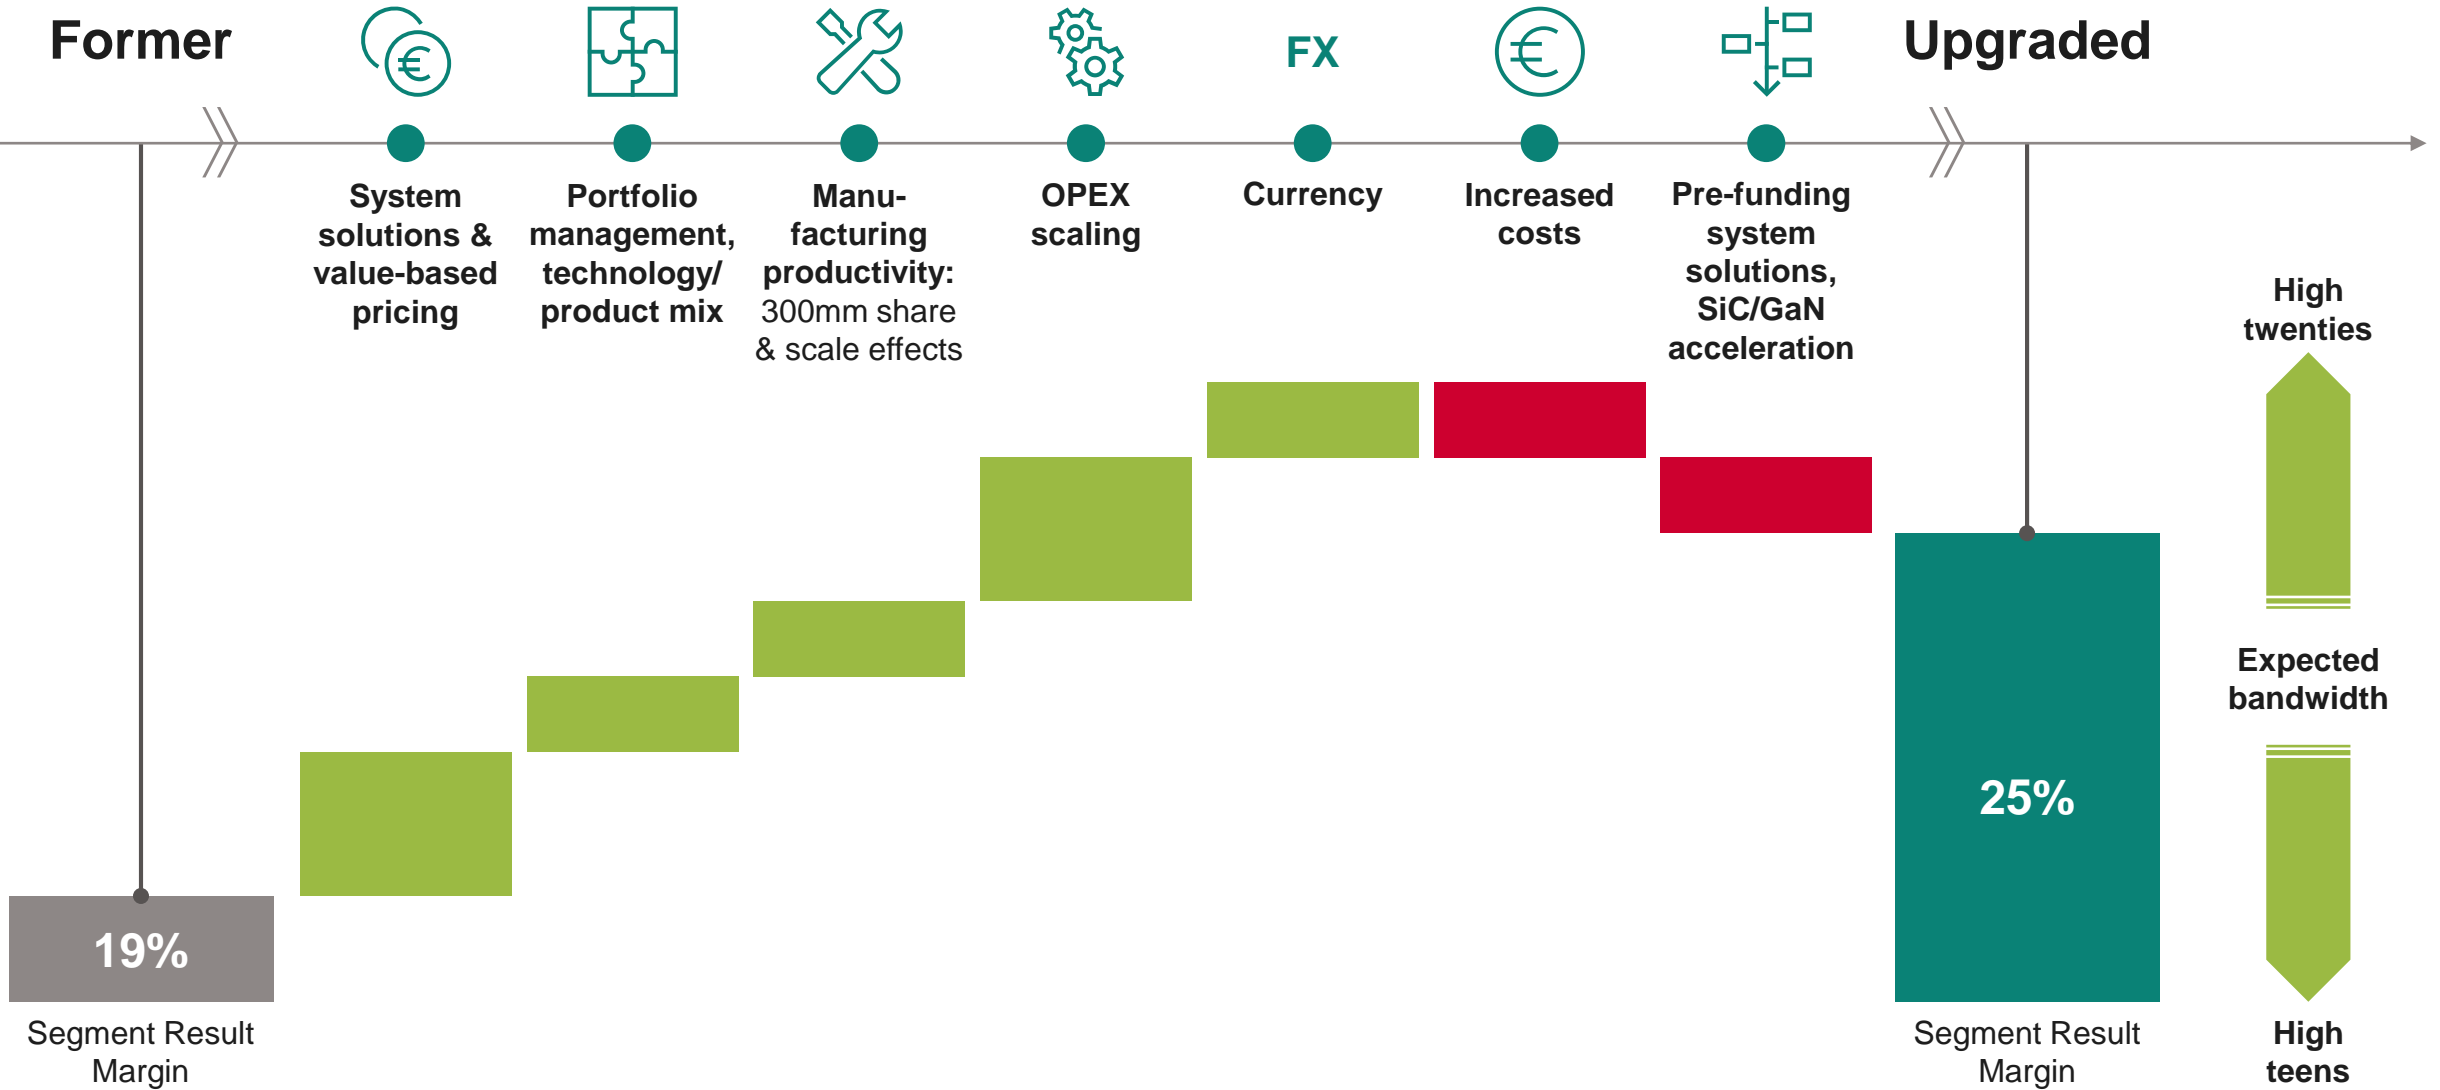 Former
FX
Upgraded
System
solutions &
value-based
pricing
Portfolio
management,
technology/
product mix
Manu-
facturing
productivity:
300mm share
& scale effects
OPEX
scaling
Currency
Increased
costs
Pre-funding
system
solutions,
SiC/GaN
acceleration
High
twenties
Expected
bandwidth
25%
19%
Segment Result
Margin
Segment Result
Margin
High
teens